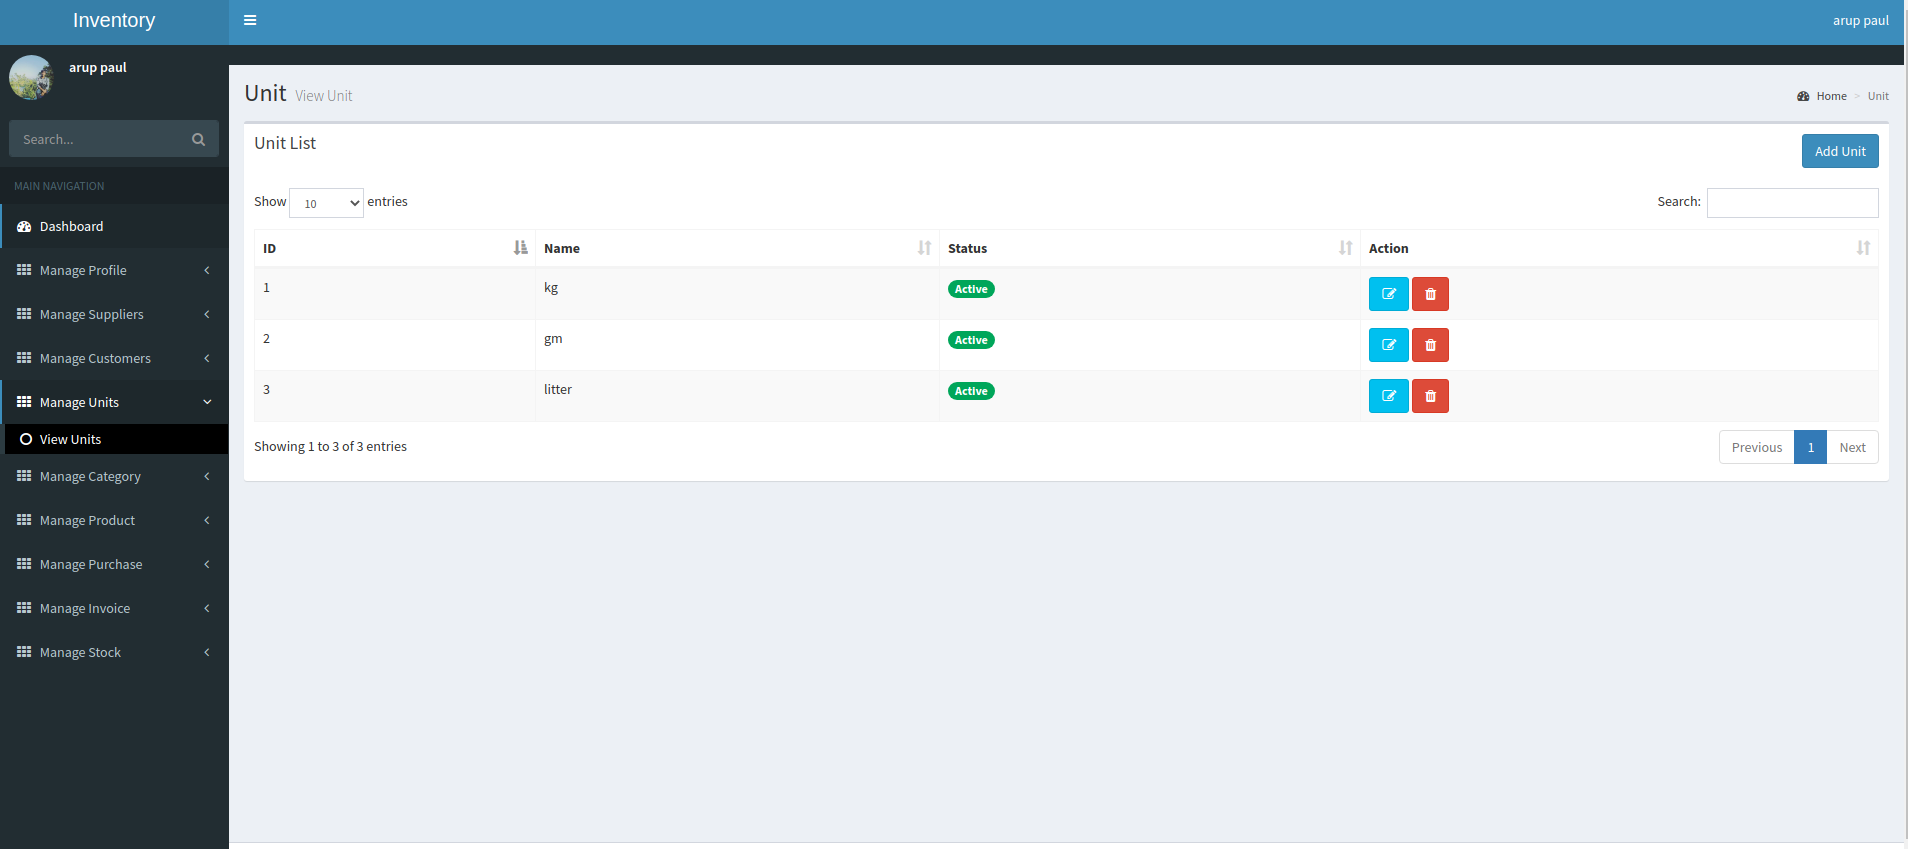 Inventory
arup paul
arup paul
Search...
MAIN NAVIGATION
Dashboard
Manage Profile
Manage Suppliers
Manage Customers
Manage Units
View Units
Manage Category
Manage Product
Manage Purchase
Manage Invoice
Manage Stock
Unit View Unit
Home > Unit
Unit List
Add Unit
Show 10 entries
Search:
ID Name Status Action
1 kg Active
2 gm Active
3 litter Active
Showing 1 to 3 of 3 entries
Previous 1 Next